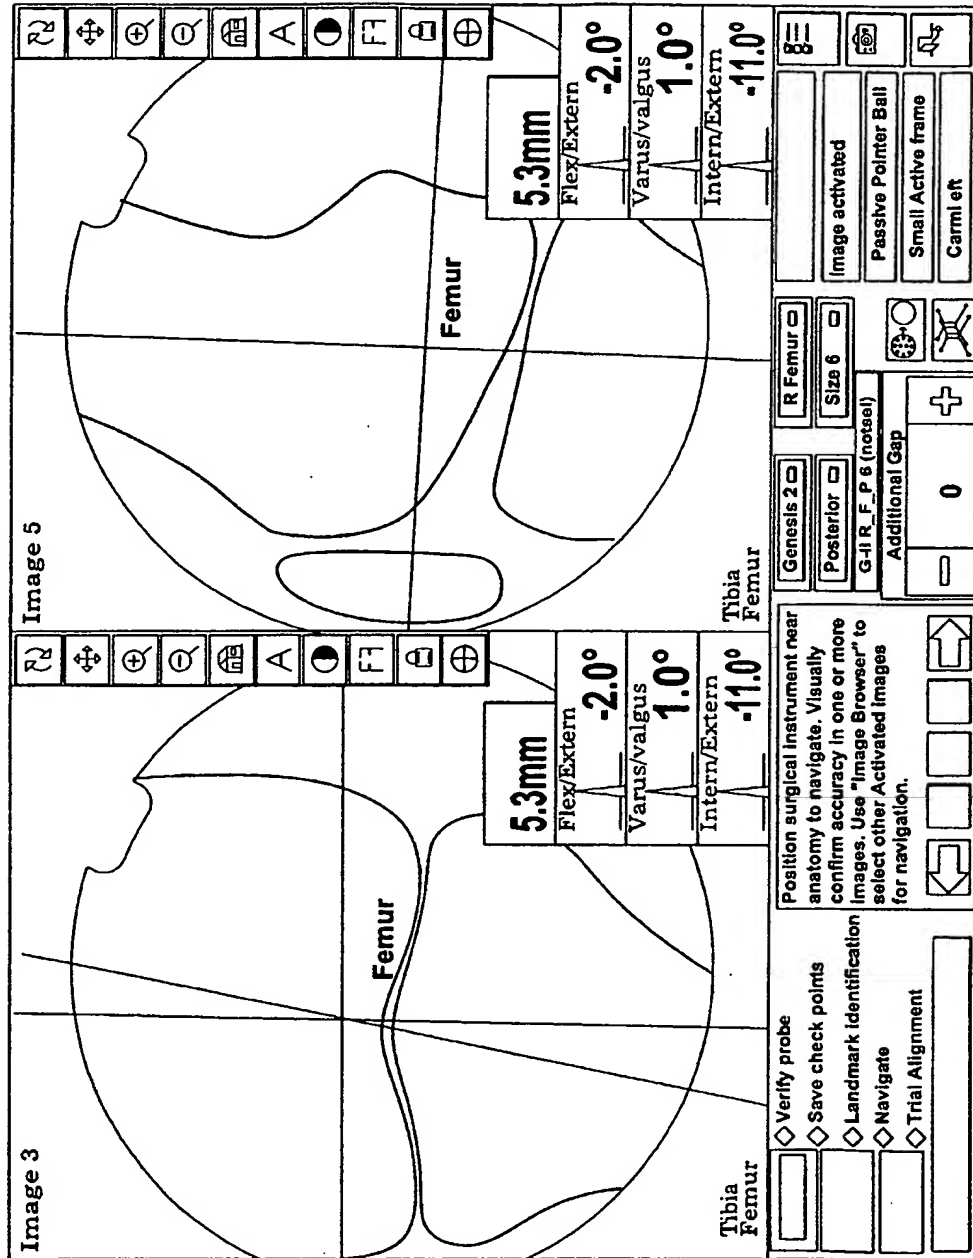 Image 3
Femur
Tibia
Femur
5.3mm
Flex/Extern
-2.0°
Varus/valgus
1.0°
Intern/Extern
-11.0°
A
Image 5
Femur
Tibia
Femur
5.3mm
Flex/Extern
-2.0°
Varus/valgus
1.0°
Intern/Extern
-11.0°
A
Verify probe
Save check points
Landmark identification
Navigate
Trial Alignment
Position surgical instrument near
anatomy to navigate. Visually
confirm accuracy in one or more
images. Use "Image Browser" to
select other Activated images
for navigation.
Genesis 2
R Femur
Posterior
Size 6
G-II R_F_P 6 (notsel)
Additional Gap
0
Image activated
Passive Pointer Ball
Small Active frame
Carml eft